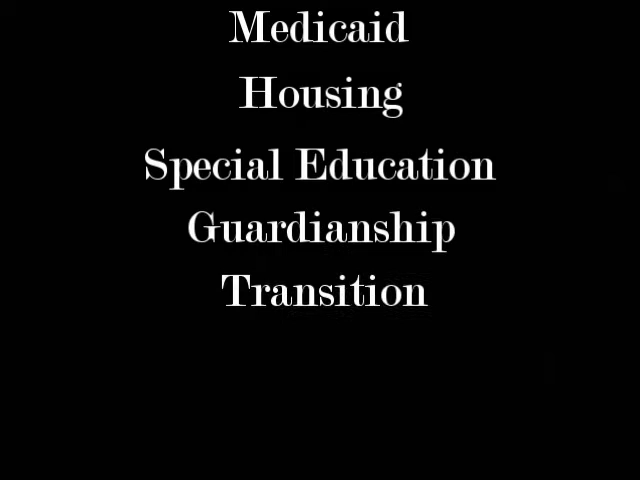 Medicaid
Housing
Special Education
Guardianship
Transition